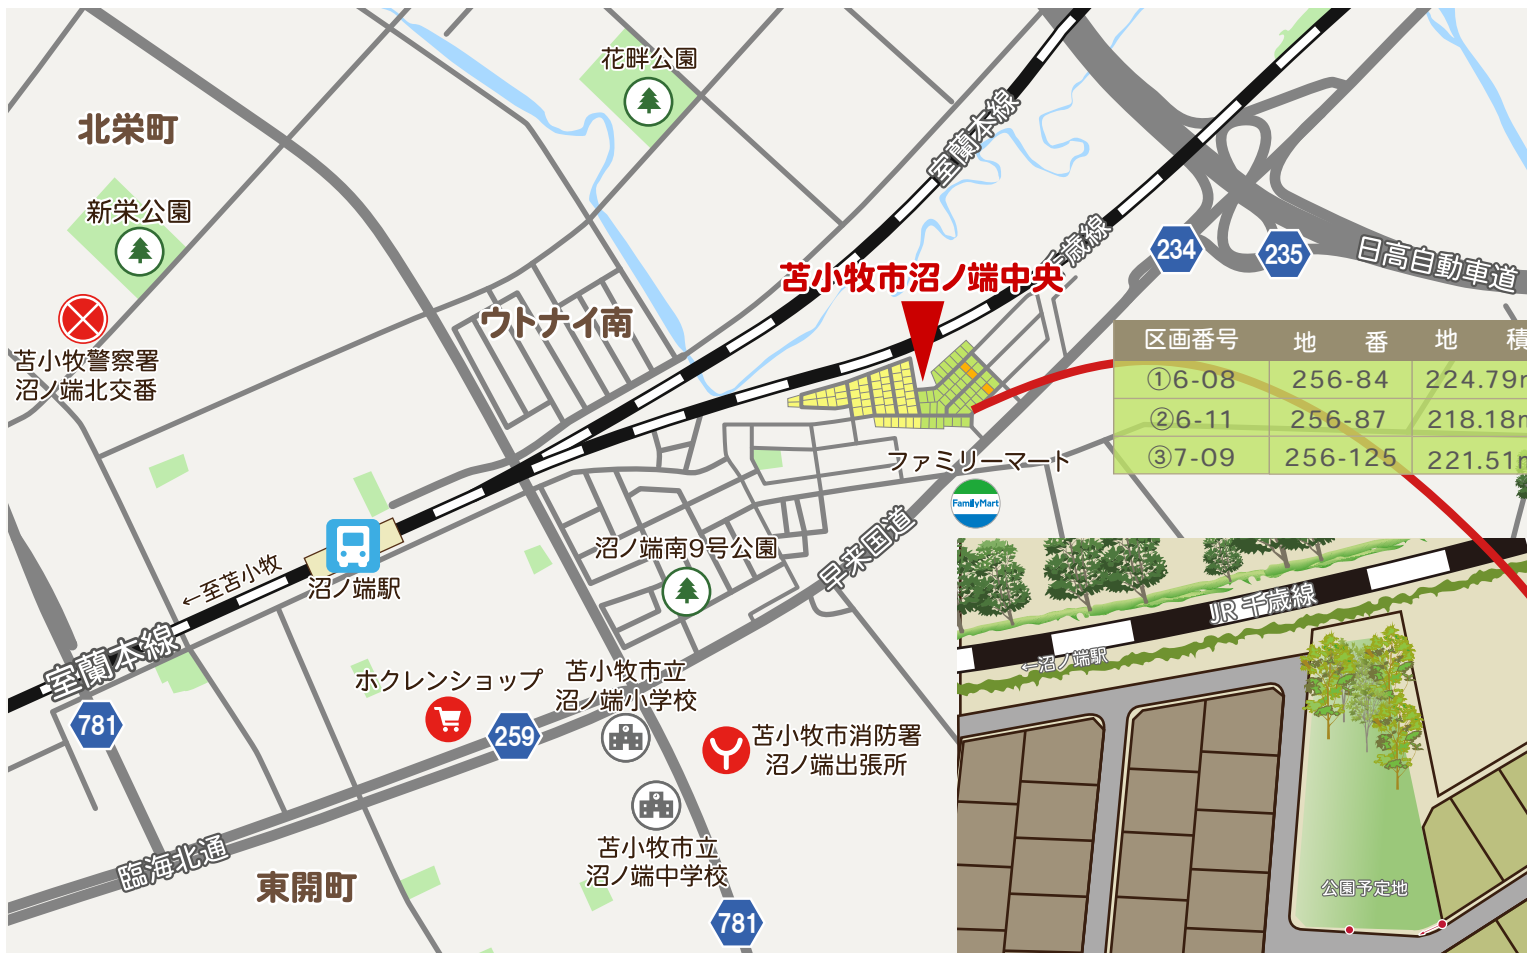 花畔公園
北栄町
室蘭本線
新栄公園
千歳線
234
235
日高自動車道
苫小牧市沼ノ端中央
ウトナイ南
苫小牧警察署
沼ノ端北交番
区画番号 地番 地積
①6-08 256-84 224.79
②6-11 256-87 218.18
③7-09 256-125 221.51
ファミリーマート
FamilyMart
早来国道
沼ノ端南9号公園
←至苫小牧
沼ノ端駅
室蘭本線
JR 千歳線
←沼ノ端駅
ホクレンショップ
苫小牧市立
沼ノ端小学校
781
259
苫小牧市消防署
沼ノ端出張所
苫小牧市立
沼ノ端中学校
臨海北通
東開町
781
公園予定地